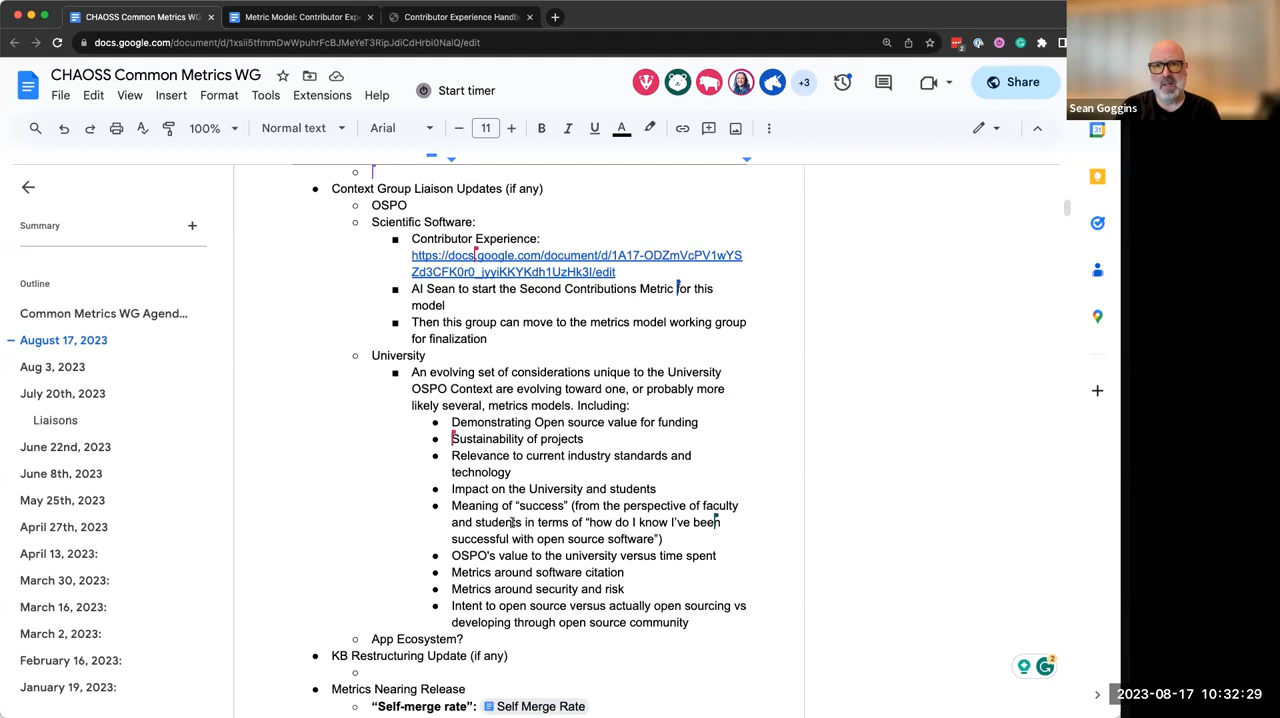 CHAOSS Common Metrics WG
Metric Model: Contributor Exp
Contributor Experience Handb
docs.google.com/document/d/1xsii5tfmmDwWpuhrFcBJMeYeT3RipJdiCdHrbi0NalQ/edit
CHAOSS Common Metrics WG
File Edit View Insert Format Tools Extensions Help
Start timer
+3
Share
Sean Goggins
100% Normal text Arial 11
Summary
Outline
Common Metrics WG Agend...
August 17, 2023
Aug 3, 2023
July 20th, 2023
Liaisons
June 22nd, 2023
June 8th, 2023
May 25th, 2023
April 27th, 2023
April 13, 2023:
March 30, 2023:
March 16, 2023:
March 2, 2023:
February 16, 2023:
January 19, 2023:
Context Group Liaison Updates (if any)
OSPO
Scientific Software:
Contributor Experience:
https://docs.google.com/document/d/1A17-ODZmVcPV1wYS
Zd3CFK0r0_jyyiKKYKdh1UzHk3I/edit
AI Sean to start the Second Contributions Metric for this
model
Then this group can move to the metrics model working group
for finalization
University
An evolving set of considerations unique to the University
OSPO Context are evolving toward one, or probably more
likely several, metrics models. Including:
Demonstrating Open source value for funding
Sustainability of projects
Relevance to current industry standards and
technology
Impact on the University and students
Meaning of “success” (from the perspective of faculty
and students in terms of “how do I know I’ve been
successful with open source software”)
OSPO's value to the university versus time spent
Metrics around software citation
Metrics around security and risk
Intent to open source versus actually open sourcing vs
developing through open source community
App Ecosystem?
KB Restructuring Update (if any)
Metrics Nearing Release
“Self-merge rate”: Self Merge Rate
2
2023-08-17 10:32:29